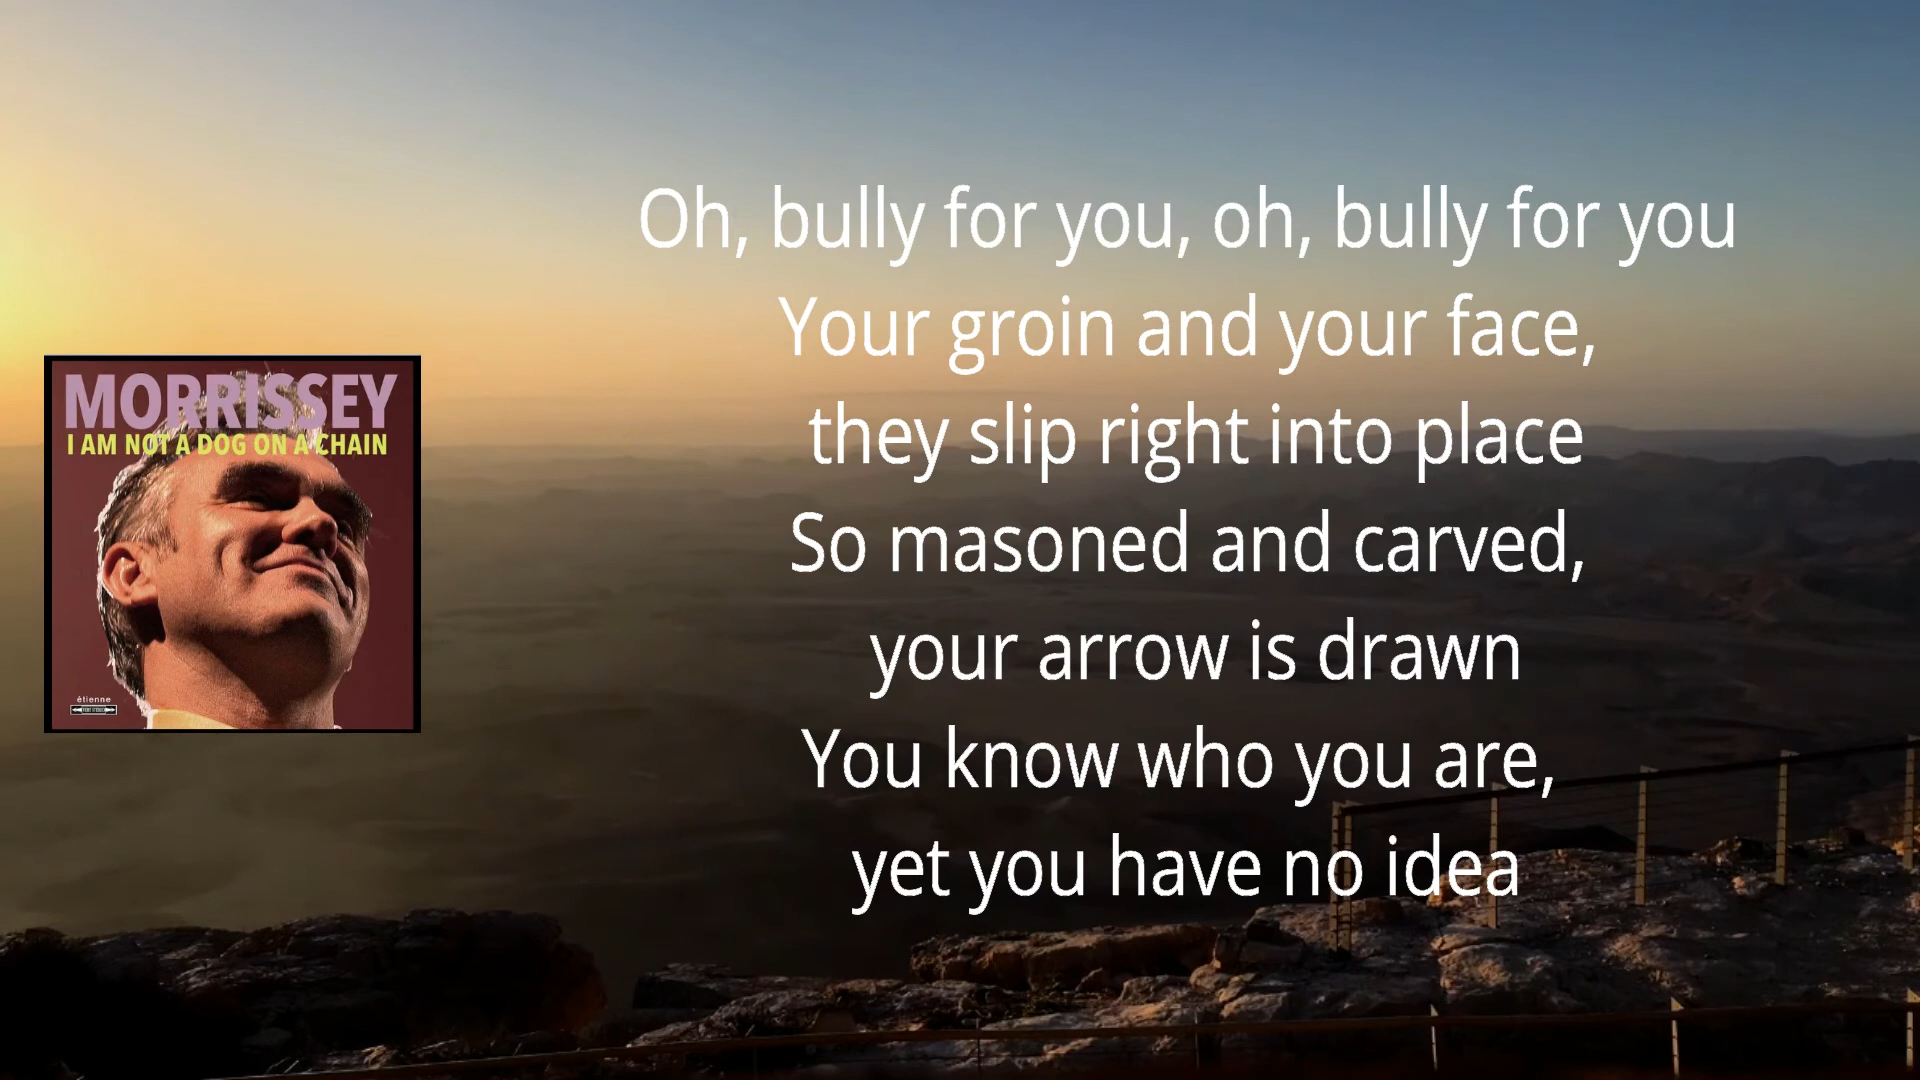 MORRISSEY
I AM NOT A DOG ON A CHAIN
étienne
Oh, bully for you, oh, bully for you
Your groin and your face,
they slip right into place
So masoned and carved,
your arrow is drawn
You know who you are,
yet you have no idea